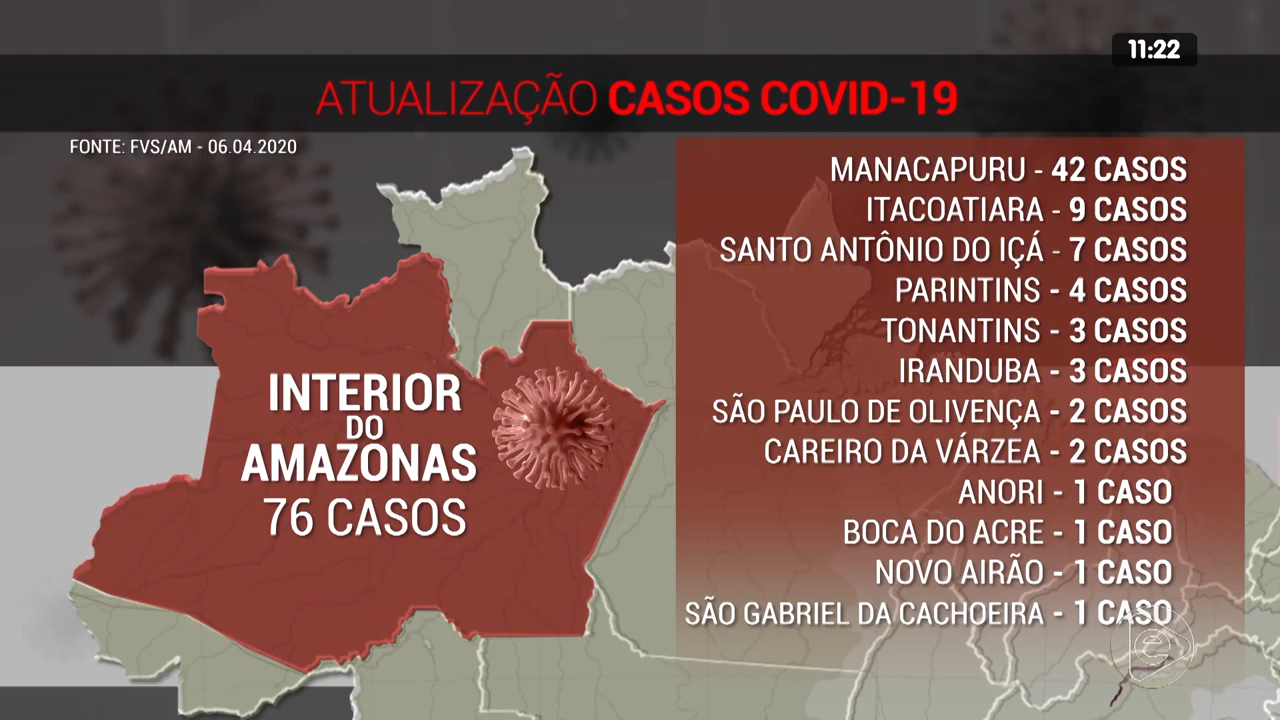 11:22
ATUALIZAÇÃO CASOS COVID-19
FONTE: FVS/AM - 06.04.2020
INTERIOR
DO
AMAZONAS
76 CASOS
MANACAPURU - 42 CASOS
ITACOATIARA - 9 CASOS
SANTO ANTÔNIO DO IÇÁ - 7 CASOS
PARINTINS - 4 CASOS
TONANTINS - 3 CASOS
IRANDUBA - 3 CASOS
SÃO PAULO DE OLIVENÇA - 2 CASOS
CAREIRO DA VÁRZEA - 2 CASOS
ANORI - 1 CASO
BOCA DO ACRE - 1 CASO
NOVO AIRÃO - 1 CASO
SÃO GABRIEL DA CACHOEIRA - 1 CASO
e